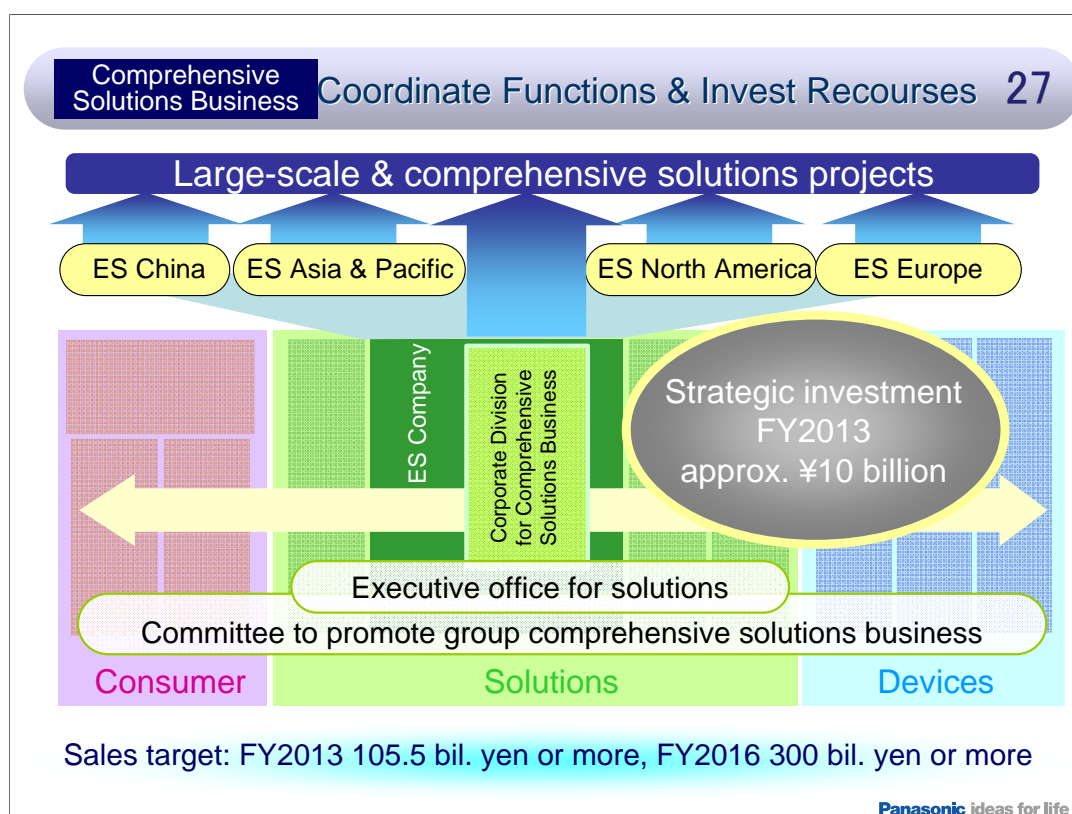 Comprehensive
Solutions Business
Coordinate Functions & Invest Recourses 27
Large-scale & comprehensive solutions projects
ES China
ES Asia & Pacific
ES North America
ES Europe
ES Company
Corporate Division
for Comprehensive
Solutions Business
Strategic investment
FY2013
approx. ¥10 billion
Executive office for solutions
Committee to promote group comprehensive solutions business
Consumer
Solutions
Devices
Sales target: FY2013 105.5 bil. yen or more, FY2016 300 bil. yen or more
Panasonic ideas for life